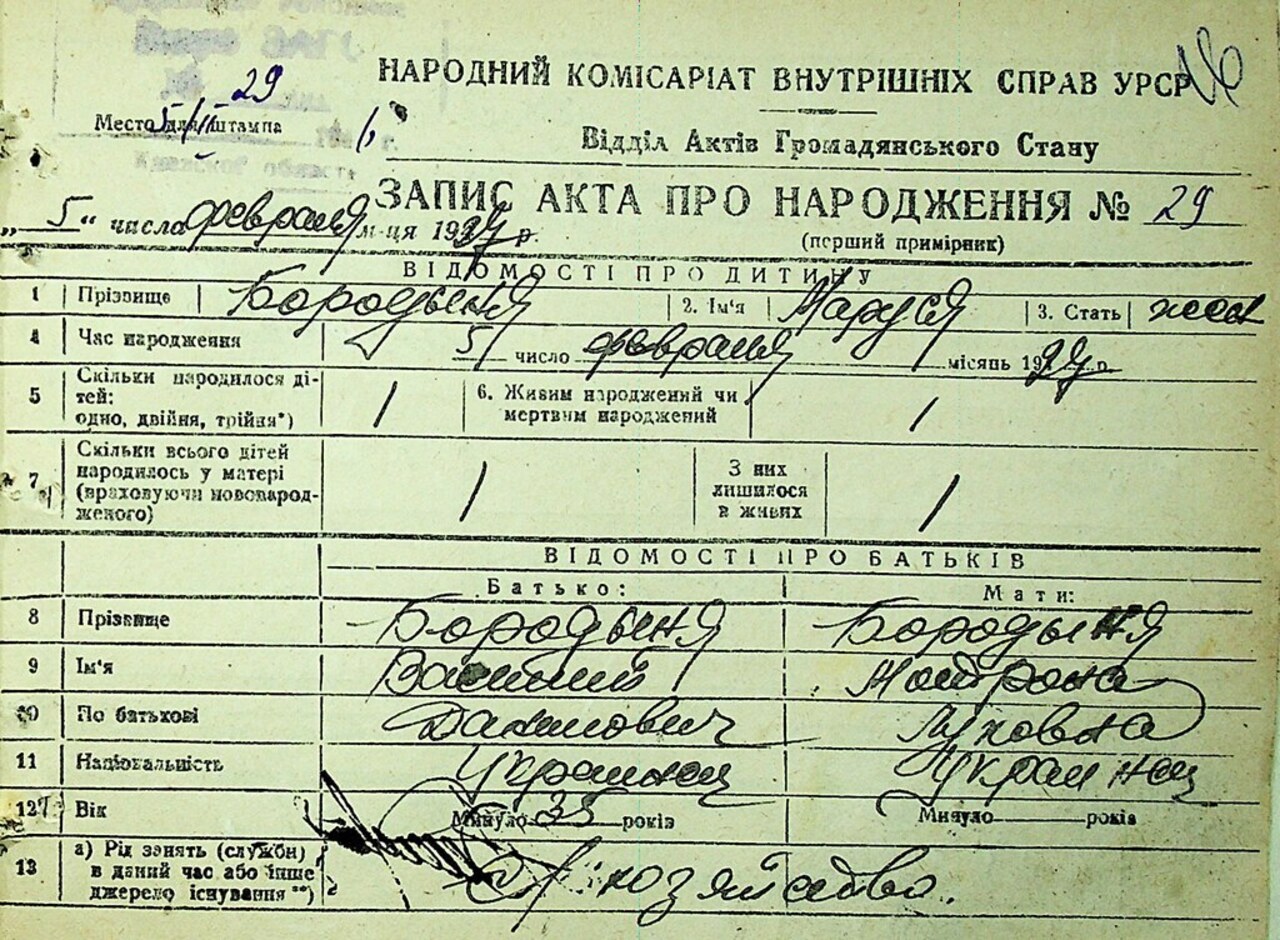 НАРОДНИЙ КОМІСАРІАТ ВНУТРІШНІХ СПРАВ УРСР
29
Место для штампа
Відділ Актів Громадянського Стану
области
ЗАПИС АКТА ПРО НАРОДЖЕННЯ № 29
„ 5 “ числа февраля м-ця 19 р.
(перший примірник)
ВІДОМОСТІ ПРО ДИТИНУ
1 Прізвище Бородыня 2. Ім'я Маруся 3. Стать жен
4 Час народження 5 число февраля місяць 19 р.
5 Скільки народилося дітей: одно, двійня, трійня*) 1 6. Живим народжений чи мертвим народжений 1
7 Скільки всього дітей народилось у матері (враховуючи новонародженого) 1 З них лишилося в живих 1
ВІДОМОСТІ ПРО БАТЬКІВ
Батько: Мати:
8 Прізвище Бородыня Бородыня
9 Ім'я Василий Мотрона
10 По батькові Данилович Луковна
11 Національність Украинец Украинец
12 Вік Минуло 35 років Минуло років
13 а) Рід занять (служби) в даний час або інше джерело існування **) хозяйство.